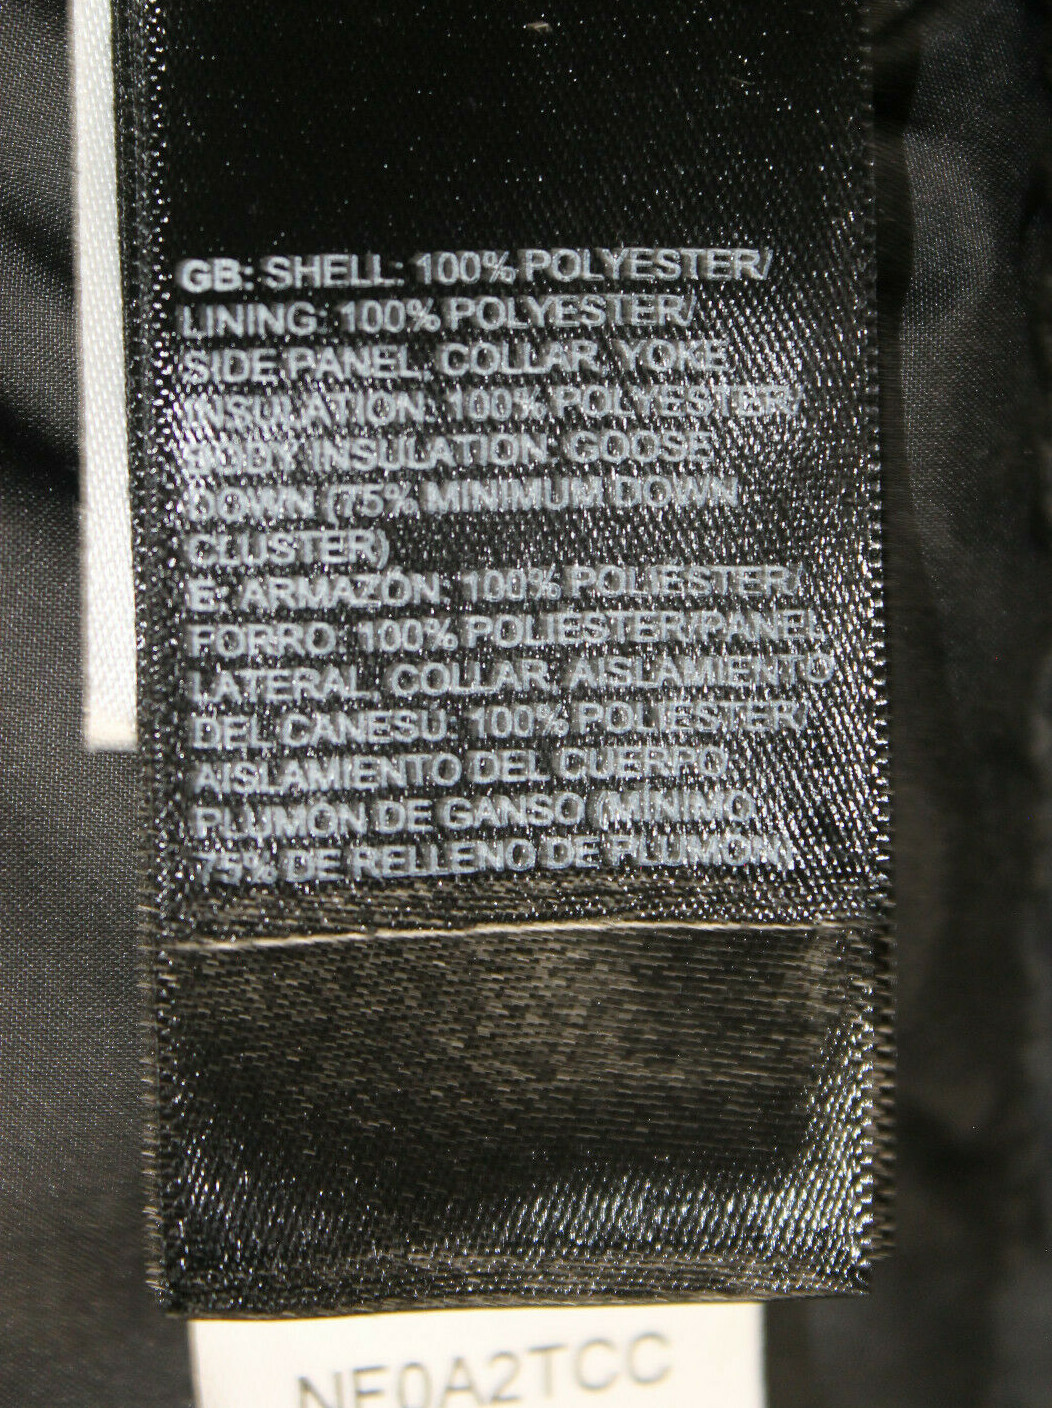 GB: SHELL: 100% POLYESTER/
LINING: 100% POLYESTER/
SIDE PANEL, COLLAR, YOKE
INSULATION: 100% POLYESTER/
BODY INSULATION: GOOSE
DOWN (75% MINIMUM DOWN
CLUSTER)
E: ARMAZÓN: 100% POLIÉSTER/
FORRO: 100% POLIÉSTER/PANEL
LATERAL, COLLAR, AISLAMIENTO
DEL CANESÚ: 100% POLIÉSTER/
AISLAMIENTO DEL CUERPO:
PLUMÓN DE GANSO (MÍNIMO
75% DE RELLENO DE PLUMÓN)
NF0A2TCC